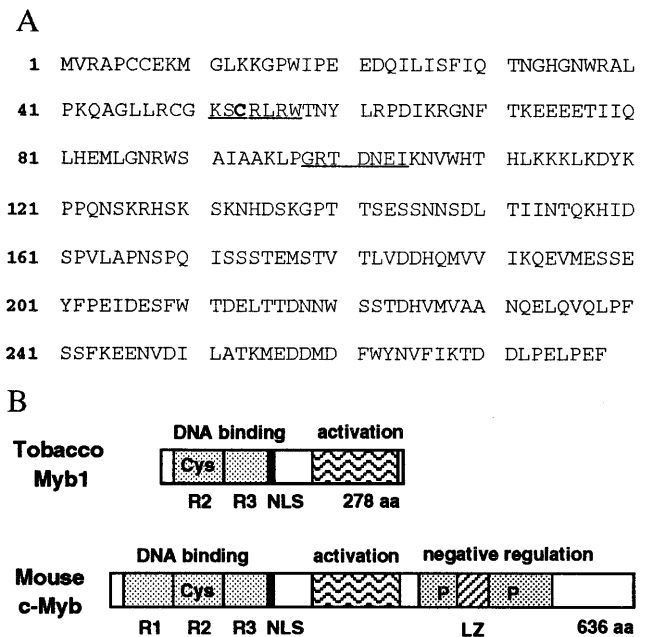 A
1 MVRAPCCEKM GLKKGPWIPE EDQILISFIQ TNGHGNWRAL
41 PKQAGLLRCG KSCRLRWTNY LRPDIKRGNF TKEEEETIIQ
81 LHEMLGNRWS AIAAKLPGRT DNEIKNVWHT HLKKKLKDYK
121 PPQNSKRHSK SKNHDSKGPT TSESSNNSDL TIINTQKHID
161 SPVLAPNSPQ ISSSTEMSTV TLVDDHQMVV IKQEVMESSE
201 YFPEIDESFW TDELTTDNNW SSTDHVMVAA NQELQVQLPF
241 SSFKEENVDI LATKMEDDMD FWYNVFIKTD DLPELPEF
B
DNA binding activation
Tobacco Myb1
Cys
R2 R3 NLS 278 aa
DNA binding activation negative regulation
Mouse c-Myb
Cys P P
R1 R2 R3 NLS LZ 636 aa